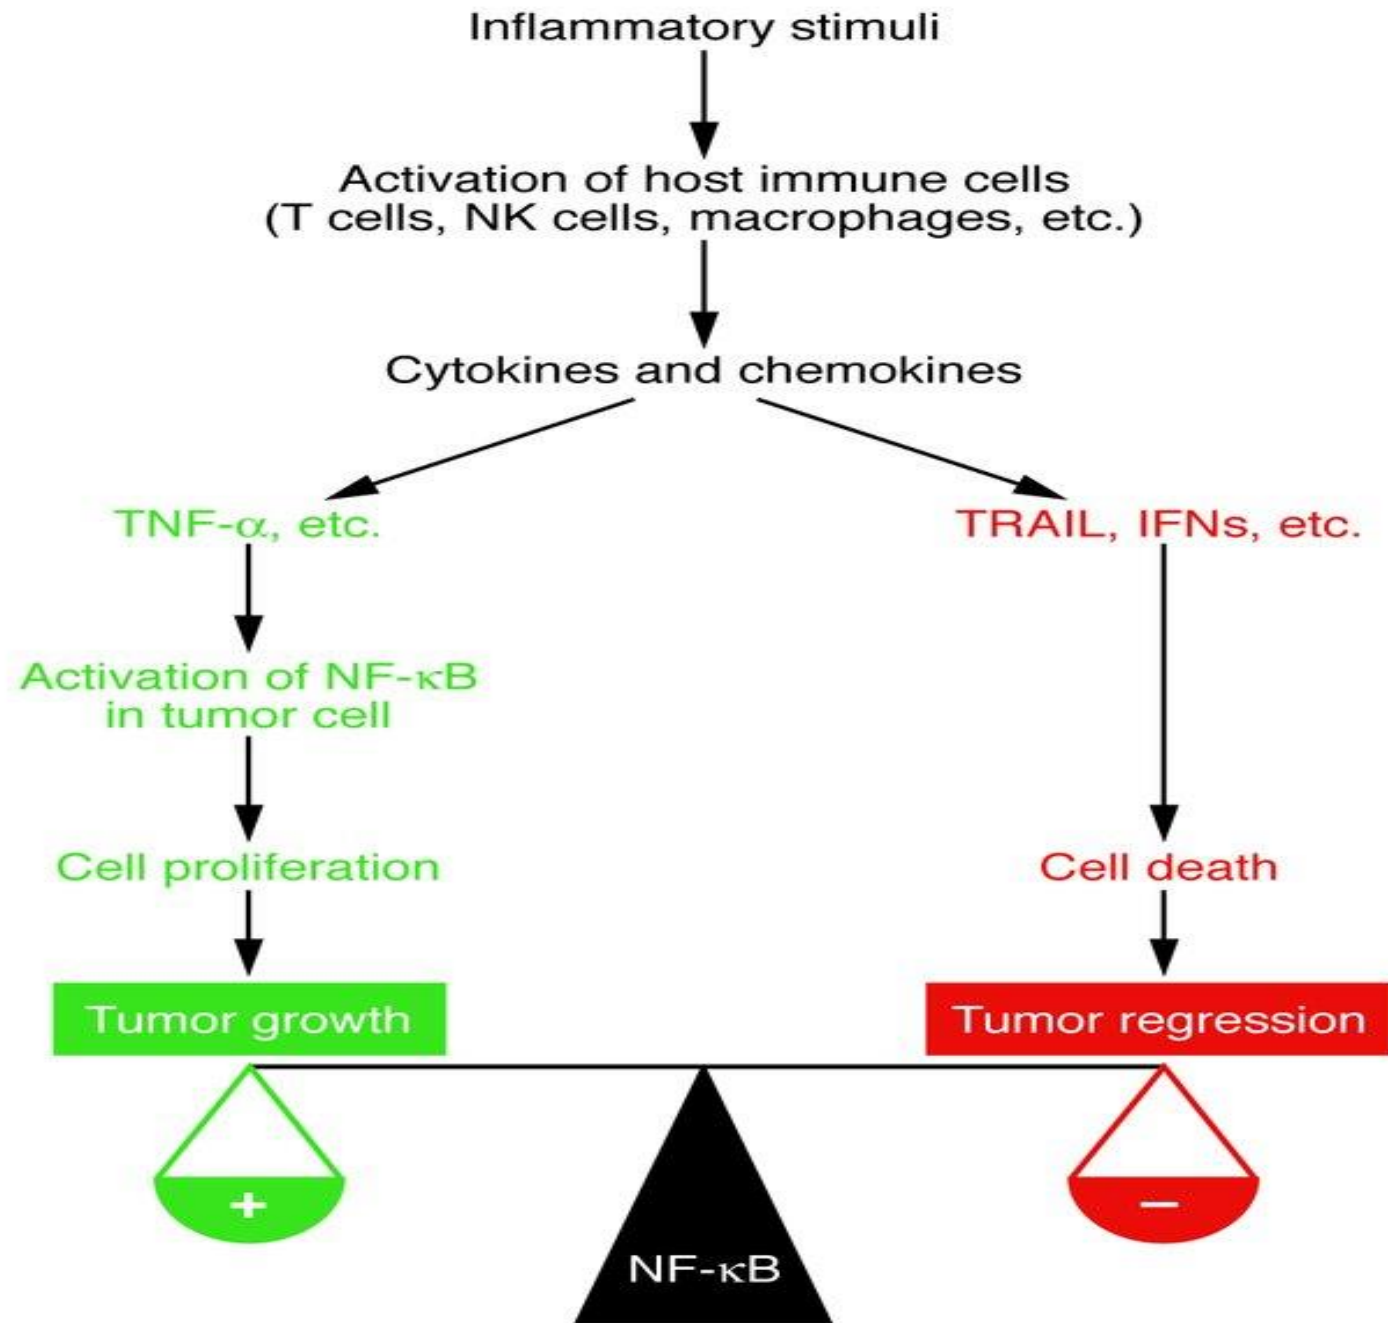 Inflammatory stimuli
Activation of host immune cells
(T cells, NK cells, macrophages, etc.)
Cytokines and chemokines
TNF-α, etc.
TRAIL, IFNs, etc.
Activation of NF-κB
in tumor cell
Cell proliferation
Cell death
Tumor growth
Tumor regression
+
−
NF-κB